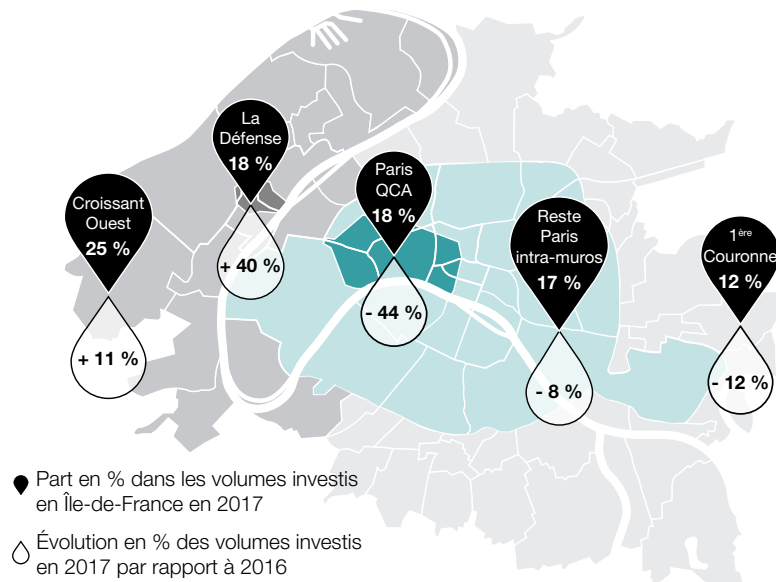 La
Défense
18 %
+ 40 %
Croissant
Ouest
25 %
+ 11 %
Paris
QCA
18 %
- 44 %
Reste
Paris
intra-muros
17 %
- 8 %
1ère
Couronne
12 %
- 12 %
Part en % dans les volumes investis
en Île-de-France en 2017
Évolution en % des volumes investis
en 2017 par rapport à 2016